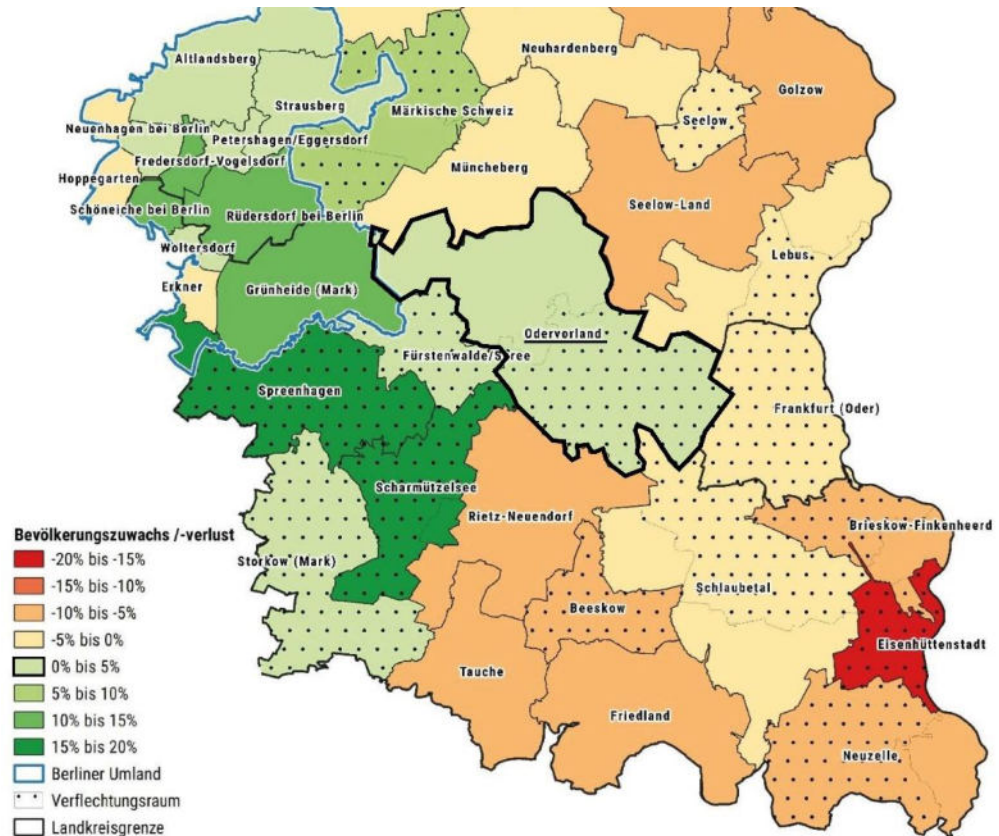 Neuhardenberg
Altlandsberg
Golzow
Strausberg
Märkische Schweiz
Seelow
Neuenhagen bei Berlin
Petershagen/Eggersdorf
Fredersdorf-Vogelsdorf
Müncheberg
Hoppegarten
Seelow-Land
Schöneiche bei Berlin
Rüdersdorf bei Berlin
Woltersdorf
Lebus
Erkner
Grünheide (Mark)
Odervorland
Fürstenwalde/Spree
Spreenhagen
Frankfurt (Oder)
Scharmützelsee
Rietz-Neuendorf
Brieskow-Finkenheerd
Storkow (Mark)
Schlaubetal
Beeskow
Eisenhüttenstadt
Tauche
Friedland
Neuzelle
Bevölkerungszuwachs /-verlust
-20% bis -15%
-15% bis -10%
-10% bis -5%
-5% bis 0%
0% bis 5%
5% bis 10%
10% bis 15%
15% bis 20%
Berliner Umland
Verflechtungsraum
Landkreisgrenze